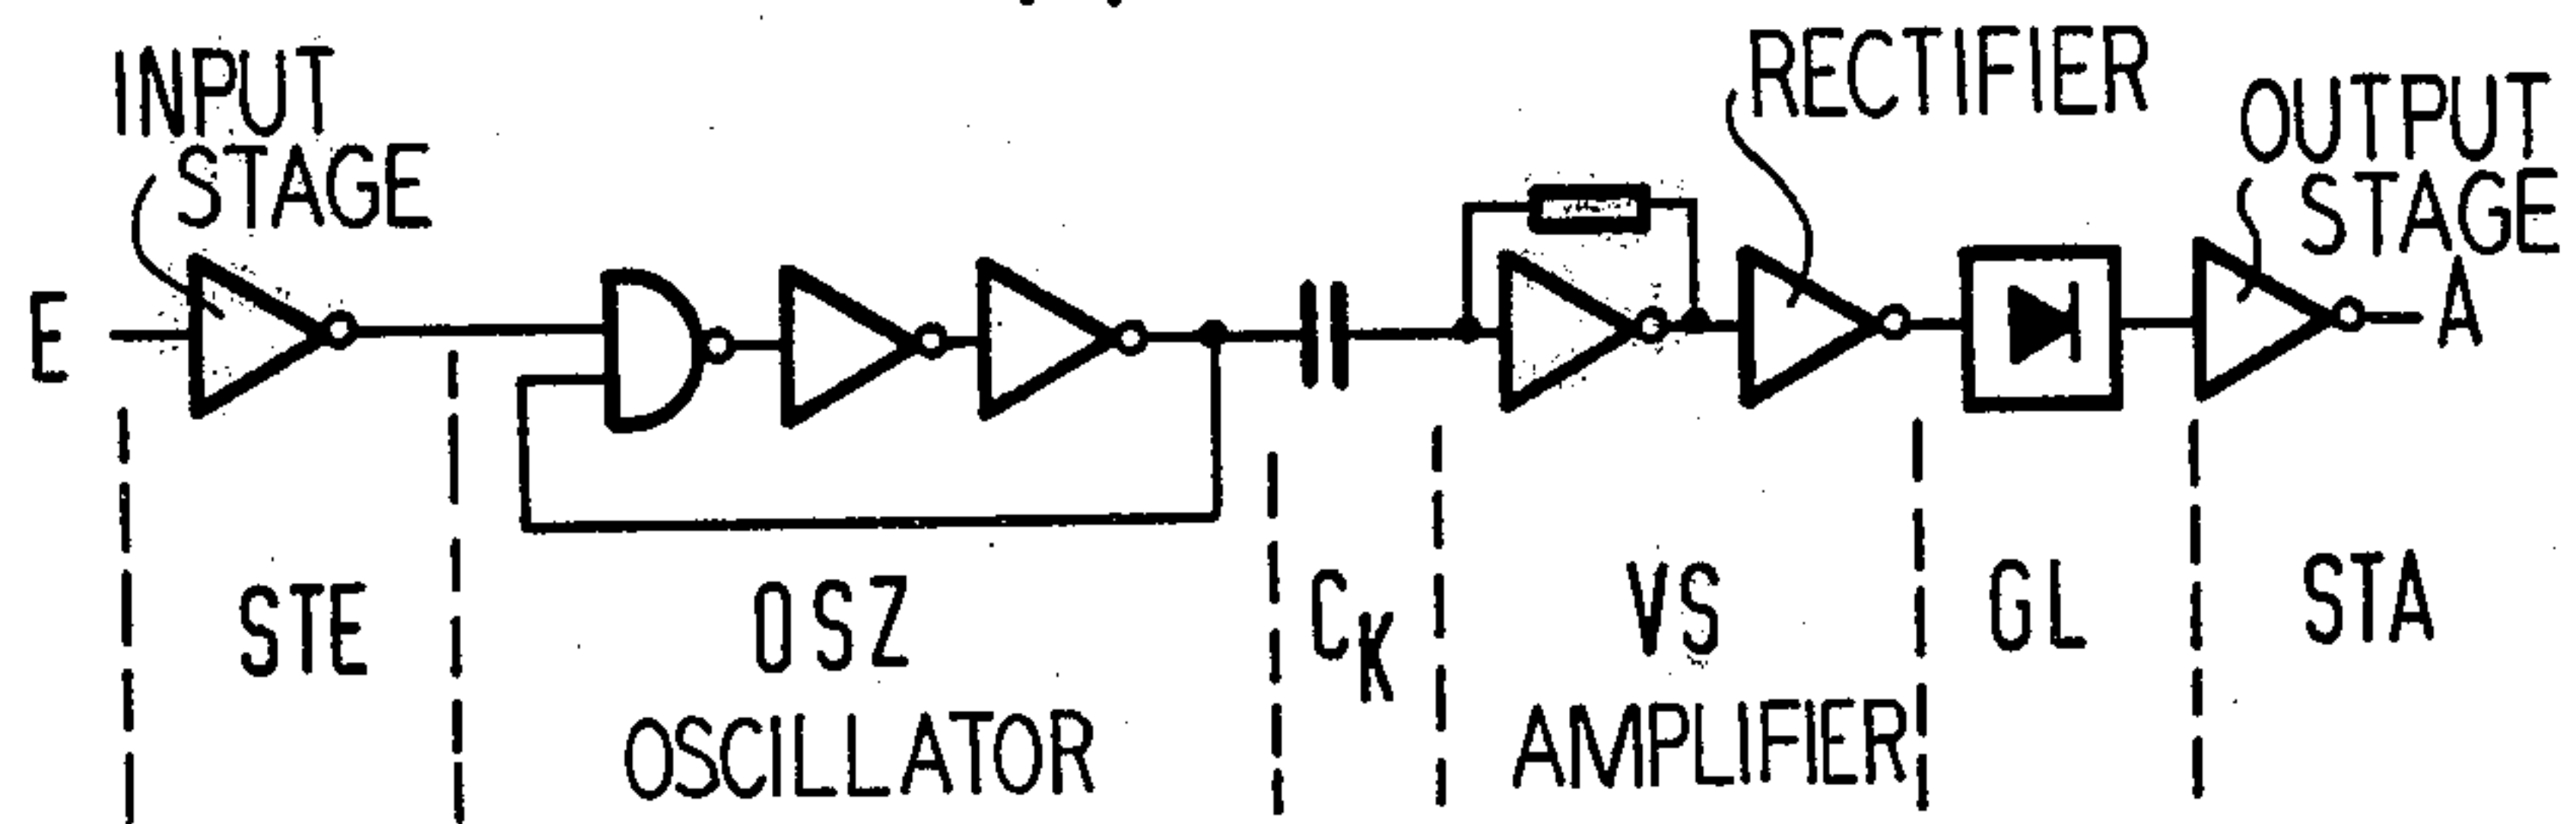 INPUT
STAGE
RECTIFIER
OUTPUT
STAGE
E
A
STE
OSZ
OSCILLATOR
CK
VS
AMPLIFIER
GL
STA